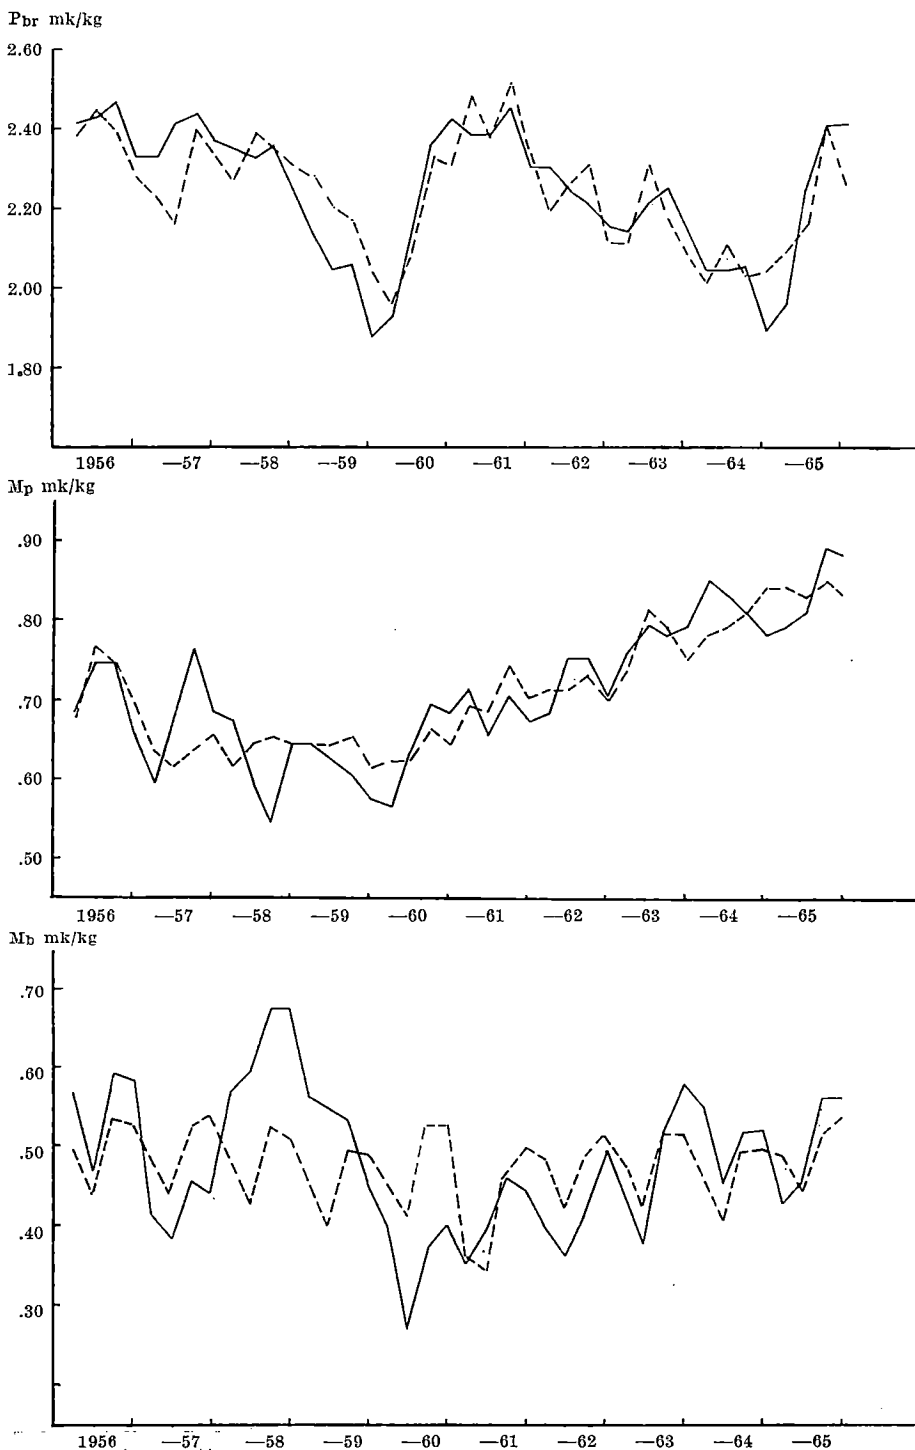 Pbr mk/kg
2.60
2.40
2.20
2.00
1.80
1956 —57 —58 —59 —60 —61 —62 —63 —64 —65
Mp mk/kg
.90
.80
.70
.60
.50
1956 —57 —58 —59 —60 —61 —62 —63 —64 —65
Mb mk/kg
.70
.60
.50
.40
.30
1956 —57 —58 —59 —60 —61 —62 —63 —64 —65